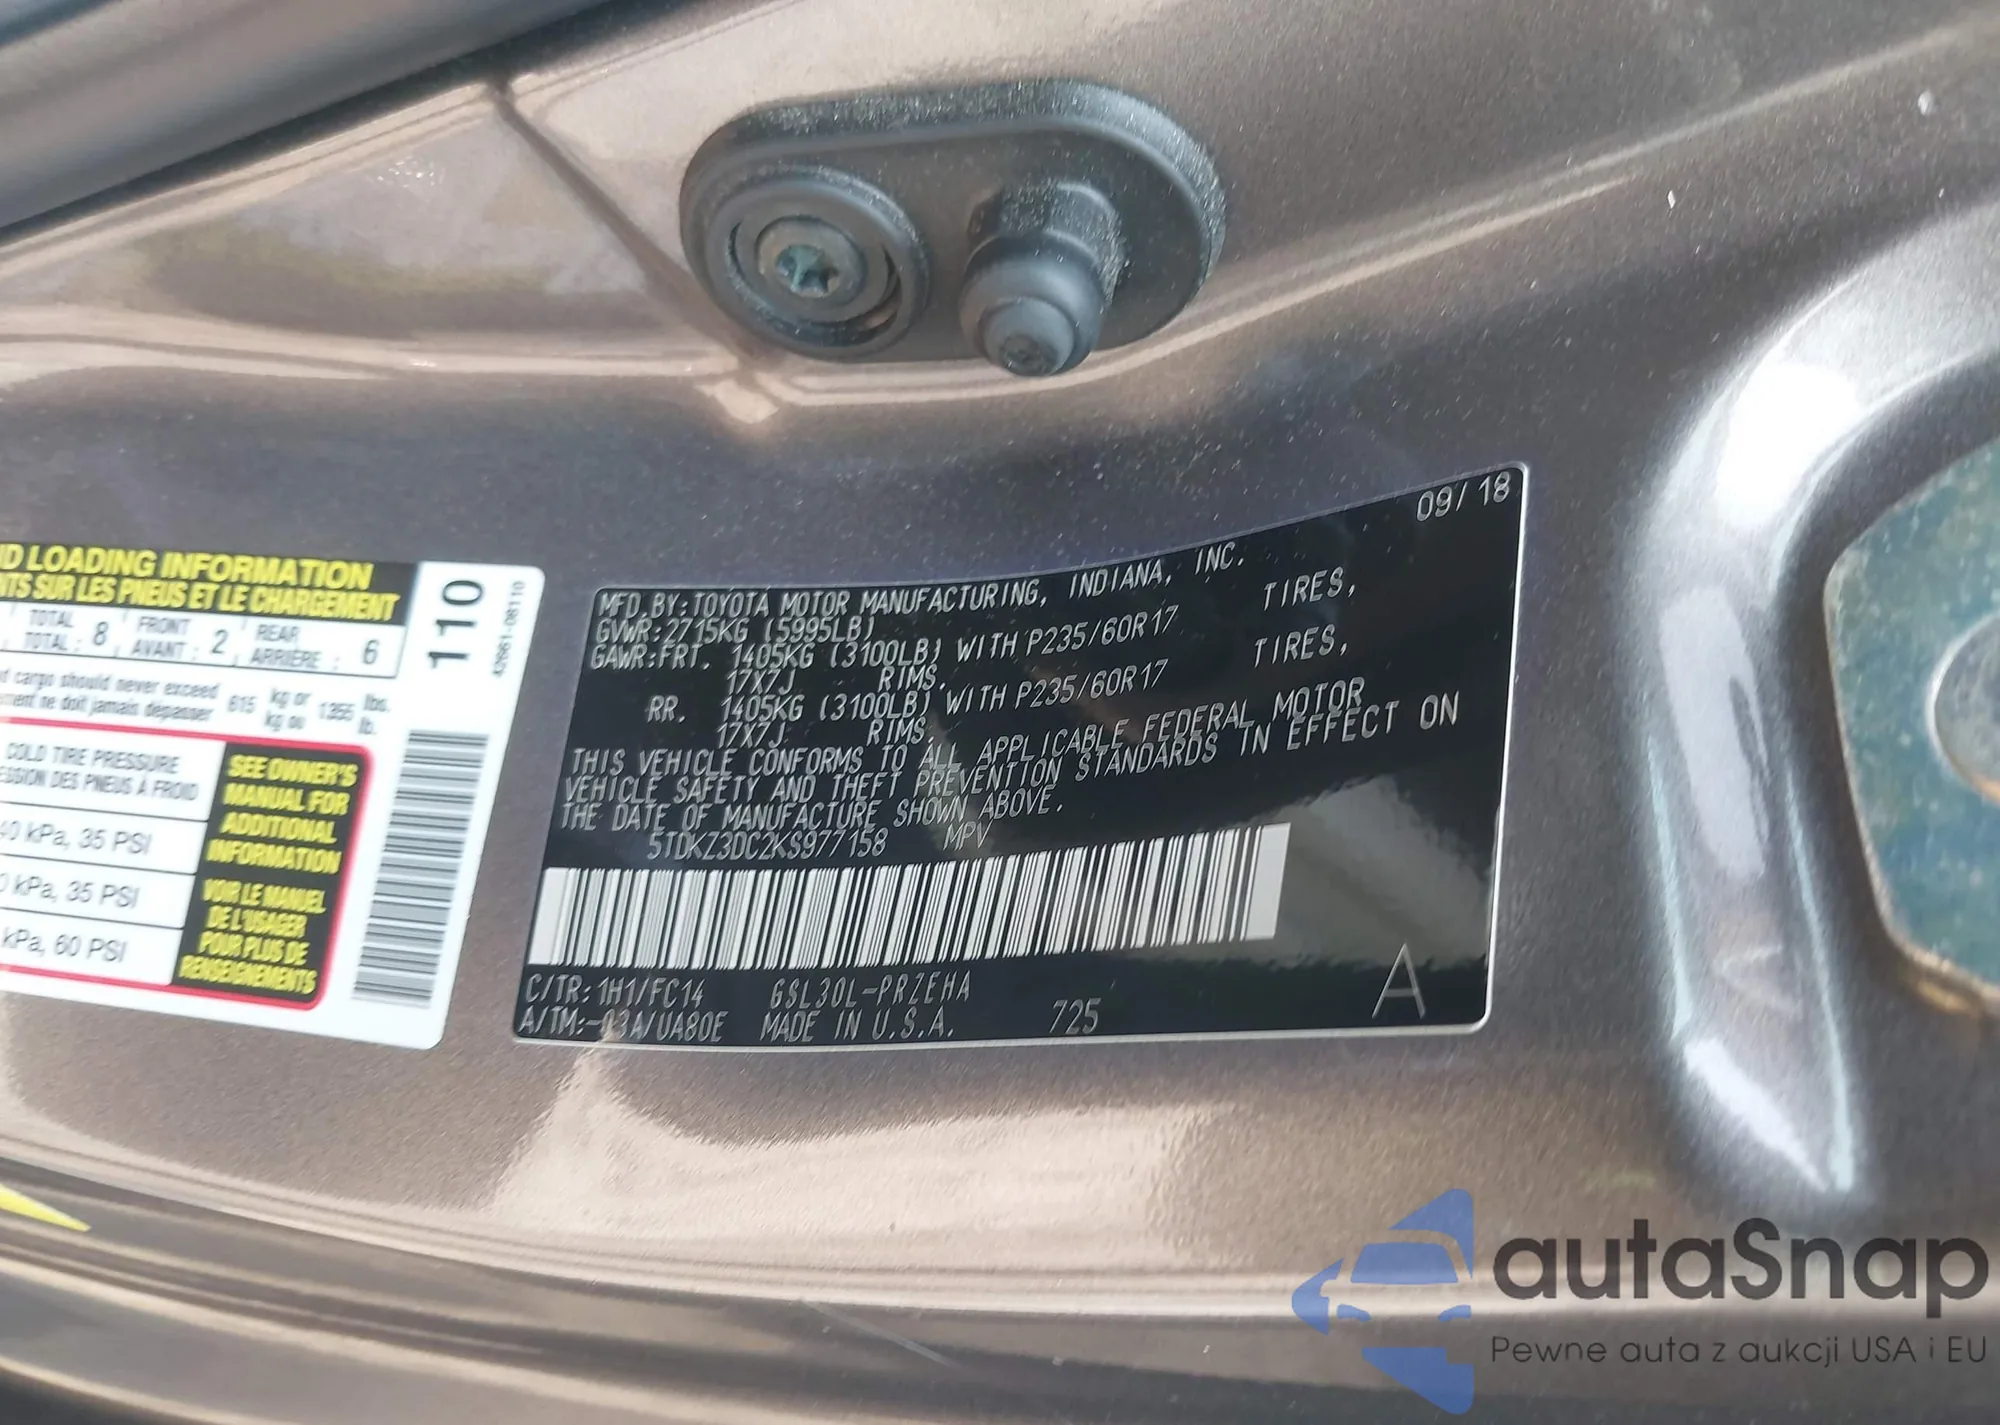 ND LOADING INFORMATION
NTS SUR LES PNEUS ET LE CHARGEMENT
TOTAL FRONT REAR
TOTAL : 8 AVANT : 2 ARRIÈRE : 6
cargo should never exceed 615 kg or 1355 lbs.
ne doit jamais dépasser kg ou lb.
COLD TIRE PRESSURE
ESSION DES PNEUS À FROID
40 kPa, 35 PSI
0 kPa, 35 PSI
kPa, 60 PSI
SEE OWNER'S
MANUAL FOR
ADDITIONAL
INFORMATION
VOIR LE MANUEL
DE L'USAGER
POUR PLUS DE
RENSEIGNEMENTS
110
42661-08110
09/18
MFD. BY: TOYOTA MOTOR MANUFACTURING, INDIANA, INC.
GVWR: 2715KG (5995LB)
GAWR: FRT. 1405KG (3100LB) WITH P235/60R17 TIRES,
17X7J RIMS.
RR. 1405KG (3100LB) WITH P235/60R17 TIRES,
17X7J RIMS.
THIS VEHICLE CONFORMS TO ALL APPLICABLE FEDERAL MOTOR
VEHICLE SAFETY AND THEFT PREVENTION STANDARDS IN EFFECT ON
THE DATE OF MANUFACTURE SHOWN ABOVE.
5TDKZ3DC2KS977158 MPV
C/TR: 1H1/FC14 GSL30L-PRZEHA
A/TM:-03A/UA80E MADE IN U.S.A. 725
A
autaSnap
Pewne auta z aukcji USA i EU